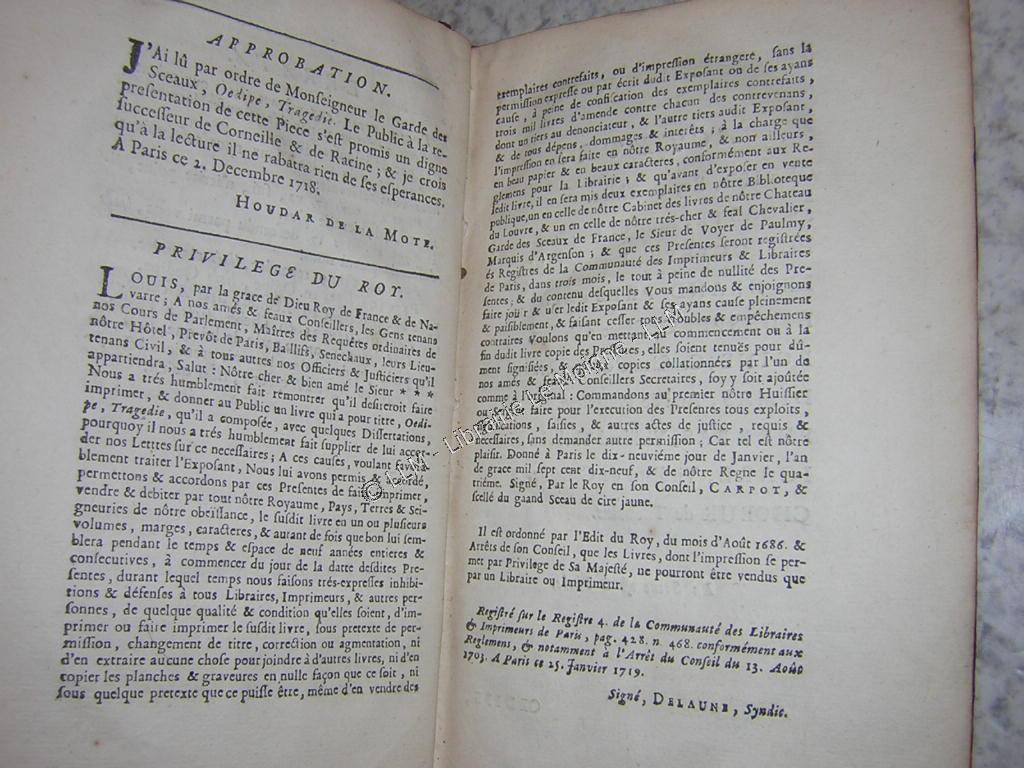 APPROBATION.
J'Ai lû par ordre de Monseigneur le Garde des
Sceaux, Oedipe, Tragedie. Le Public à la re-
presentation de cette Piece s'est promis un digne
successeur de Corneille & de Racine; & je crois
qu'à la lecture il ne rabatra rien de ses esperances.
A Paris ce 2. Decembre 1718.
HOUDAR DE LA MOTE.
PRIVILEGE DU ROY.
LOUIS, par la grace de Dieu Roy de France & de Na-
varre; A nos amés & feaux Conseillers, les Gens tenans
nos Cours de Parlement, Maîtres des Requêtes ordinaires de
nôtre Hôtel, Prevôt de Paris, Baillifs, Senechaux, leurs Lieu-
tenans Civil, & à tous autres nos Officiers & Justiciers qu'il
appartiendra, Salut: Nôtre cher & bien amé le Sieur ***
Nous a trés humblement fait remontrer qu'il desireroit faire
imprimer, & donner au Public un livre qui a pour titre, Oedi-
pe, Tragedie, qu'il a composée, avec quelques Dissertations,
pourquoy il nous a trés humblement fait supplier de lui accor-
der nos Lettres sur ce necessaires; A ces causes, voulant favora-
blement traiter l'Exposant, Nous lui avons permis & accordé,
permettons & accordons par ces Presentes de faire imprimer,
vendre & debiter par tout nôtre Royaume, Pays, Terres & Sei-
gneuries de nôtre obeïssance, le susdit livre en un ou plusieurs
volumes, marges, caracteres, & autant de fois que bon lui sem-
blera pendant le temps & espace de neuf années entieres &
consecutives, à commencer du jour de la datte desdites Pre-
sentes, durant lequel temps nous faisons trés-expresses inhibi-
tions & défenses à tous Libraires, Imprimeurs, & autres per-
sonnes, de quelque qualité & condition qu'elles soient, d'im-
primer ou faire imprimer le susdit livre, sous pretexte de per-
mission, changement de titre, correction ou agmentation, ni
d'en extraire aucune chose pour joindre à d'autres livres, ni d'en
copier les planches & graveures en nulle façon que ce soit, ni
sous quelque pretexte que ce puisse être, même d'en vendre des
exemplaires contrefaits, ou d'impression étrangere, sans la
permission expresse ou par écrit dudit Exposant ou de ses ayans
cause, à peine de confiscation des exemplaires contrefaits,
trois mil livres d'amende contre chacun des contrevenans,
dont un tiers au denonciateur, & l'autre tiers audit Exposant,
& de tous dépens, dommages & interêts; à la charge que
l'impression en sera faite en nôtre Royaume, & non ailleurs,
en beau papier & en beaux caracteres, conformément aux Re-
glemens pour la Librairie; & qu'avant d'exposer en vente
ledit livre, il en sera mis deux exemplaires en nôtre Biblioteque
publique, un en celle de nôtre Cabinet des livres de nôtre Chateau
du Louvre, & un en celle de nôtre trés-cher & feal Chevalier,
Garde des Sceaux de France, le Sieur de Voyer de Paulmy,
Marquis d'Argenson; & que ces Presentes seront registrées
és Registres de la Communauté des Imprimeurs & Libraires
de Paris, dans trois mois, le tout à peine de nullité des Pre-
sentes; & du contenu desquelles Vous mandons & enjoignons
faire jouir & user ledit Exposant & ses ayans cause pleinement
& paisiblement, & faisant cesser tous troubles & empêchemens
contraires Voulons qu'en mettant au commencement ou à la
fin dudit livre copie des Presentes, elles soient tenuës pour dû-
ment signifiées, & aux copies collationnées par l'un de
nos amés & feaux Conseillers Secretaires, foy y soit ajoûtée
comme à l'original: Commandons au premier nôtre Huissier
ou Sergent faire pour l'execution des Presentes tous exploits,
significations, saisies, & autres actes de justice, requis &
necessaires, sans demander autre permission; Car tel est nôtre
plaisir. Donné à Paris le dix-neuviéme jour de Janvier, l'an
de grace mil sept cent dix-neuf, & de nôtre Regne le qua-
triéme. Signé, Par le Roy en son Conseil, CARPOT, &
scellé du gaand Sceau de cire jaune.
Il est ordonné par l'Edit du Roy, du mois d'Août 1686. &
Arrêts de son Conseil, que les Livres, dont l'impression se per-
met par Privilege de Sa Majesté, ne pourront être vendus que
par un Libraire ou Imprimeur.
Registré sur le Registre 4. de la Communauté des Libraires
& Imprimeurs de Paris, pag. 428. n. 468. conformément aux
Reglemens, & notamment à l'Arrêt du Conseil du 13. Août
1703. A Paris ce 25. Janvier 1719.
Signé, DELAUNE, Syndic.
© LLM - Librairie Le Moigne - LLM